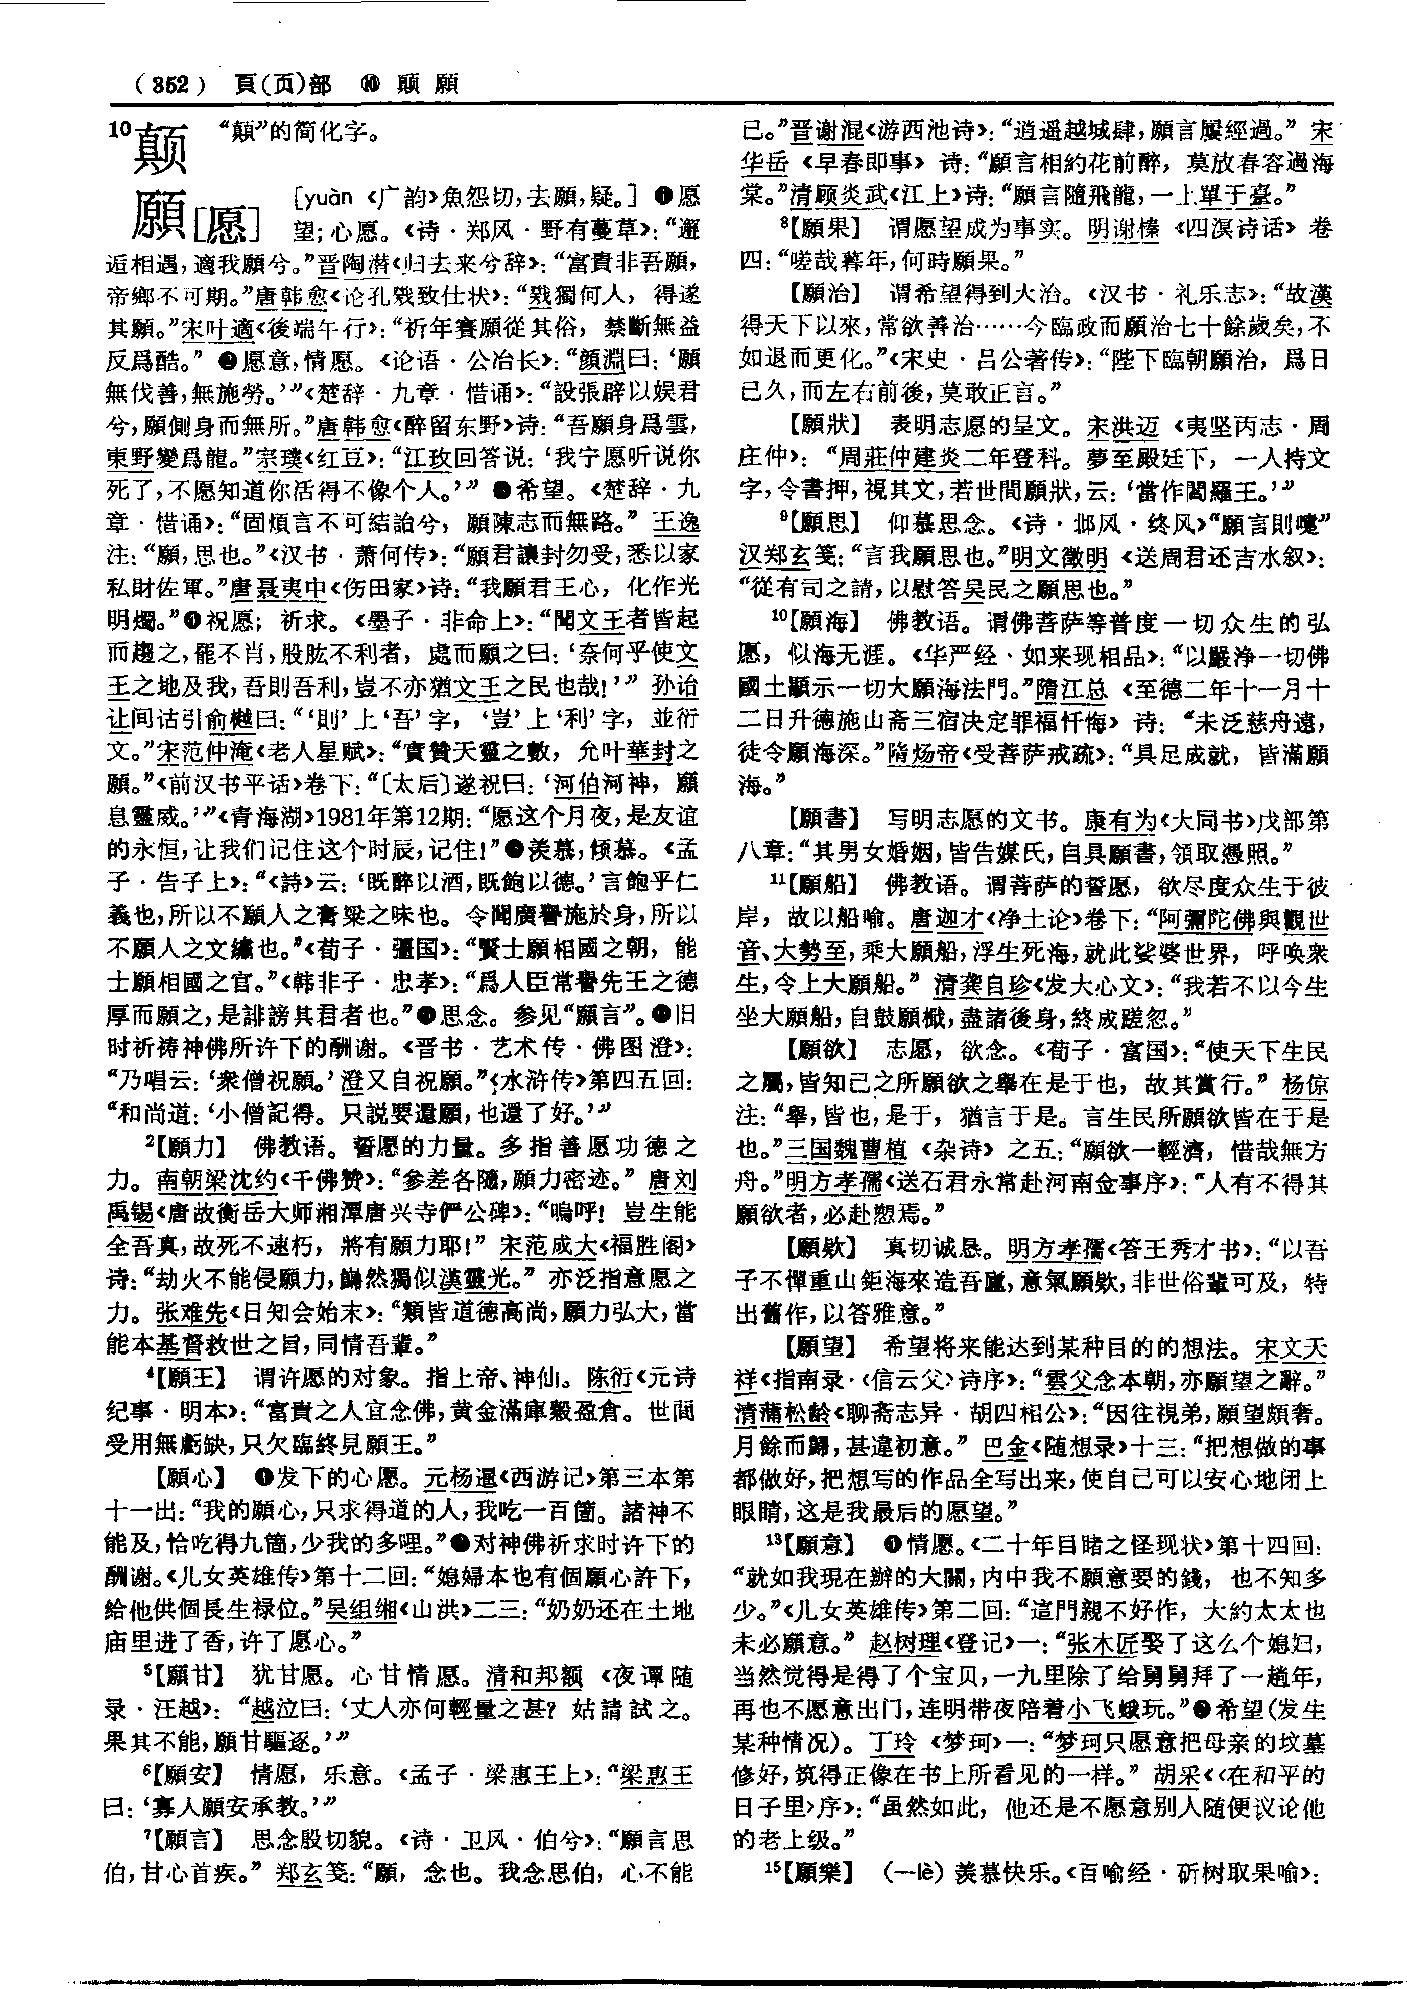 （352） 頁(页)部 ⑩ 颠 願
10颠 “顛”的简化字。
願[愿] [yuàn《广韵》魚怨切,去願,疑。]❶愿
望;心愿。《诗·郑风·野有蔓草》:“邂
逅相遇,適我願兮。”晋陶潜《归去来兮辞》:“富貴非吾願,
帝鄉不可期。”唐韩愈《论孔戣致仕状》:“戣獨何人，得遂
其願。”宋叶適《後端午行》:“祈年賽願從其俗，禁斷無益
反爲酷。”❷愿意,情愿。《论语·公冶长》:“顔淵曰:‘願
無伐善,無施勞。’”《楚辞·九章·惜诵》:“設張辟以娱君
兮,願側身而無所。”唐韩愈《醉留东野》诗:“吾願身爲雲,
東野變爲龍。”宗璞《红豆》:“江玫回答说:‘我宁愿听说你
死了,不愿知道你活得不像个人。’”❸希望。《楚辞·九
章·惜诵》:“固煩言不可結詒兮，願陳志而無路。”王逸
注:“願,思也。”《汉书·萧何传》:“願君讓封勿受,悉以家
私財佐軍。”唐聂夷中《伤田家》诗:“我願君王心，化作光
明燭。”❹祝愿；祈求。《墨子·非命上》:“聞文王者皆起
而趨之,罷不肖,股肱不利者，處而願之曰:‘奈何乎使文
王之地及我,吾則吾利,豈不亦猶文王之民也哉!’”孙诒
让间诂引俞樾曰:“‘則’上‘吾’字，‘豈’上‘利’字，並衍
文。”宋范仲淹《老人星赋》:“實贊天靈之數，允叶華封之
願。”《前汉书平话》卷下:“〔太后〕遂祝曰:‘河伯河神，願
息靈威。’”《青海湖》1981年第12期:“愿这个月夜,是友谊
的永恒,让我们记住这个时辰,记住!”❺羡慕,倾慕。《孟
子·告子上》:“《詩》云:‘既醉以酒,既飽以德。’言飽乎仁
義也,所以不願人之膏粱之味也。令聞廣譽施於身,所以
不願人之文繡也。”《荀子·彊国》:“賢士願相國之朝，能
士願相國之官。”《韩非子·忠孝》:“爲人臣常譽先王之德
厚而願之,是誹謗其君者也。”❻思念。参见“願言”。❼旧
时祈祷神佛所许下的酬谢。《晋书·艺术传·佛图澄》:
“乃唱云:‘衆僧祝願。’澄又自祝願。”《水浒传》第四五回:
“和尚道:‘小僧記得。只説要還願,也還了好。’”
2【願力】 佛教语。誓愿的力量。多指善愿功德之
力。南朝梁沈约《千佛赞》:“參差各隨,願力密迹。”唐刘
禹锡《唐故衡岳大师湘潭唐兴寺俨公碑》:“嗚呼！豈生能
全吾真,故死不速朽，將有願力耶!”宋范成大《福胜阁》
诗:“劫火不能侵願力,巋然獨似漢靈光。”亦泛指意愿之
力。张难先《日知会始末》:“類皆道德高尚,願力弘大,當
能本基督救世之旨,同情吾輩。”
4【願王】 谓许愿的对象。指上帝、神仙。陈衍《元诗
纪事·明本》:“富貴之人宜念佛,黄金滿庫穀盈倉。世間
受用無虧缺,只欠臨終見願王。”
【願心】 ❶发下的心愿。元杨暹《西游记》第三本第
十一出:“我的願心,只求得道的人,我吃一百箇。諸神不
能及,恰吃得九箇,少我的多哩。”❷对神佛祈求时许下的
酬谢。《儿女英雄传》第十二回:“媳婦本也有個願心許下,
給他供個長生禄位。”吴组缃《山洪》二三:“奶奶还在土地
庙里进了香,许了愿心。”
5【願甘】 犹甘愿。心甘情愿。清和邦额《夜谭随
录·汪越》：“越泣曰:‘丈人亦何輕量之甚？姑請試之。
果其不能,願甘驅逐。’”
6【願安】 情愿，乐意。《孟子·梁惠王上》:“梁惠王
曰:‘寡人願安承教。’”
7【願言】 思念殷切貌。《诗·卫风·伯兮》:“願言思
伯,甘心首疾。”郑玄笺:“願，念也。我念思伯，心不能
已。”晋谢混《游西池诗》:“逍遥越城肆,願言屢經過。”宋
华岳《早春即事》诗:“願言相約花前醉，莫放春容過海
棠。”清顾炎武《江上》诗:“願言隨飛龍,一上單于臺。”
8【願果】 谓愿望成为事实。明谢榛《四溟诗话》卷
四:“嗟哉暮年,何時願果。”
【願治】 谓希望得到大治。《汉书·礼乐志》:“故漢
得天下以來,常欲善治……今臨政而願治七十餘歲矣,不
如退而更化。”《宋史·吕公著传》:“陛下臨朝願治，爲日
已久,而左右前後,莫敢正言。”
【願狀】 表明志愿的呈文。宋洪迈《夷坚丙志·周
庄仲》：“周莊仲建炎二年登科。夢至殿廷下，一人持文
字,令書押,視其文,若世間願狀,云:‘當作閻羅王。’”
9【願思】 仰慕思念。《诗·邶风·终风》“願言則嚏”
汉郑玄笺:“言我願思也。”明文徵明《送周君还吉水叙》:
“從有司之請,以慰答吴民之願思也。”
10【願海】 佛教语。谓佛菩萨等普度一切众生的弘
愿，似海无涯。《华严经·如来现相品》:“以嚴浄一切佛
國土顯示一切大願海法門。”隋江总《至德二年十一月十
二日升德施山斋三宿决定罪福忏悔》诗:“未泛慈舟遠,
徒令願海深。”隋炀帝《受菩萨戒疏》:“具足成就，皆滿願
海。”
【願書】 写明志愿的文书。康有为《大同书》戊部第
八章:“其男女婚姻,皆告媒氏,自具願書,領取憑照。”
11【願船】 佛教语。谓菩萨的誓愿，欲尽度众生于彼
岸，故以船喻。唐迦才《净土论》卷下:“阿彌陀佛與觀世
音、大勢至,乘大願船,浮生死海,就此娑婆世界，呼唤衆
生,令上大願船。”清龚自珍《发大心文》:“我若不以今生
坐大願船,自鼓願檝,盡諸後身,終成蹉忽。”
【願欲】 志愿，欲念。《荀子·富国》:“使天下生民
之屬,皆知己之所願欲之舉在是于也，故其賞行。”杨倞
注:“舉,皆也,是于，猶言于是。言生民所願欲皆在于是
也。”三国魏曹植《杂诗》之五:“願欲一輕濟，惜哉無方
舟。”明方孝孺《送石君永常赴河南佥事序》:“人有不得其
願欲者,必赴愬焉。”
【願欵】 真切诚恳。明方孝孺《答王秀才书》:“以吾
子不憚重山鉅海來造吾廬,意氣願欵,非世俗輩可及，特
出舊作,以答雅意。”
【願望】 希望将来能达到某种目的的想法。宋文天
祥《指南录·〈信云父〉诗序》:“雲父念本朝,亦願望之辭。”
清蒲松龄《聊斋志异·胡四相公》:“因往視弟,願望頗奢。
月餘而歸,甚違初意。”巴金《随想录》十三:“把想做的事
都做好,把想写的作品全写出来,使自己可以安心地闭上
眼睛,这是我最后的愿望。”
13【願意】 ❶情愿。《二十年目睹之怪现状》第十四回:
“就如我現在辦的大關,内中我不願意要的錢，也不知多
少。”《儿女英雄传》第二回:“這門親不好作，大約太太也
未必願意。”赵树理《登记》一:“张木匠娶了这么个媳妇,
当然觉得是得了个宝贝,一九里除了给舅舅拜了一趟年,
再也不愿意出门,连明带夜陪着小飞蛾玩。”❷希望(发生
某种情况)。丁玲《梦珂》一:“梦珂只愿意把母亲的坟墓
修好,筑得正像在书上所看见的一样。”胡采《〈在和平的
日子里〉序》:“虽然如此，他还是不愿意别人随便议论他
的老上级。”
15【願樂】 （一lè）羡慕快乐。《百喻经·斫树取果喻》: